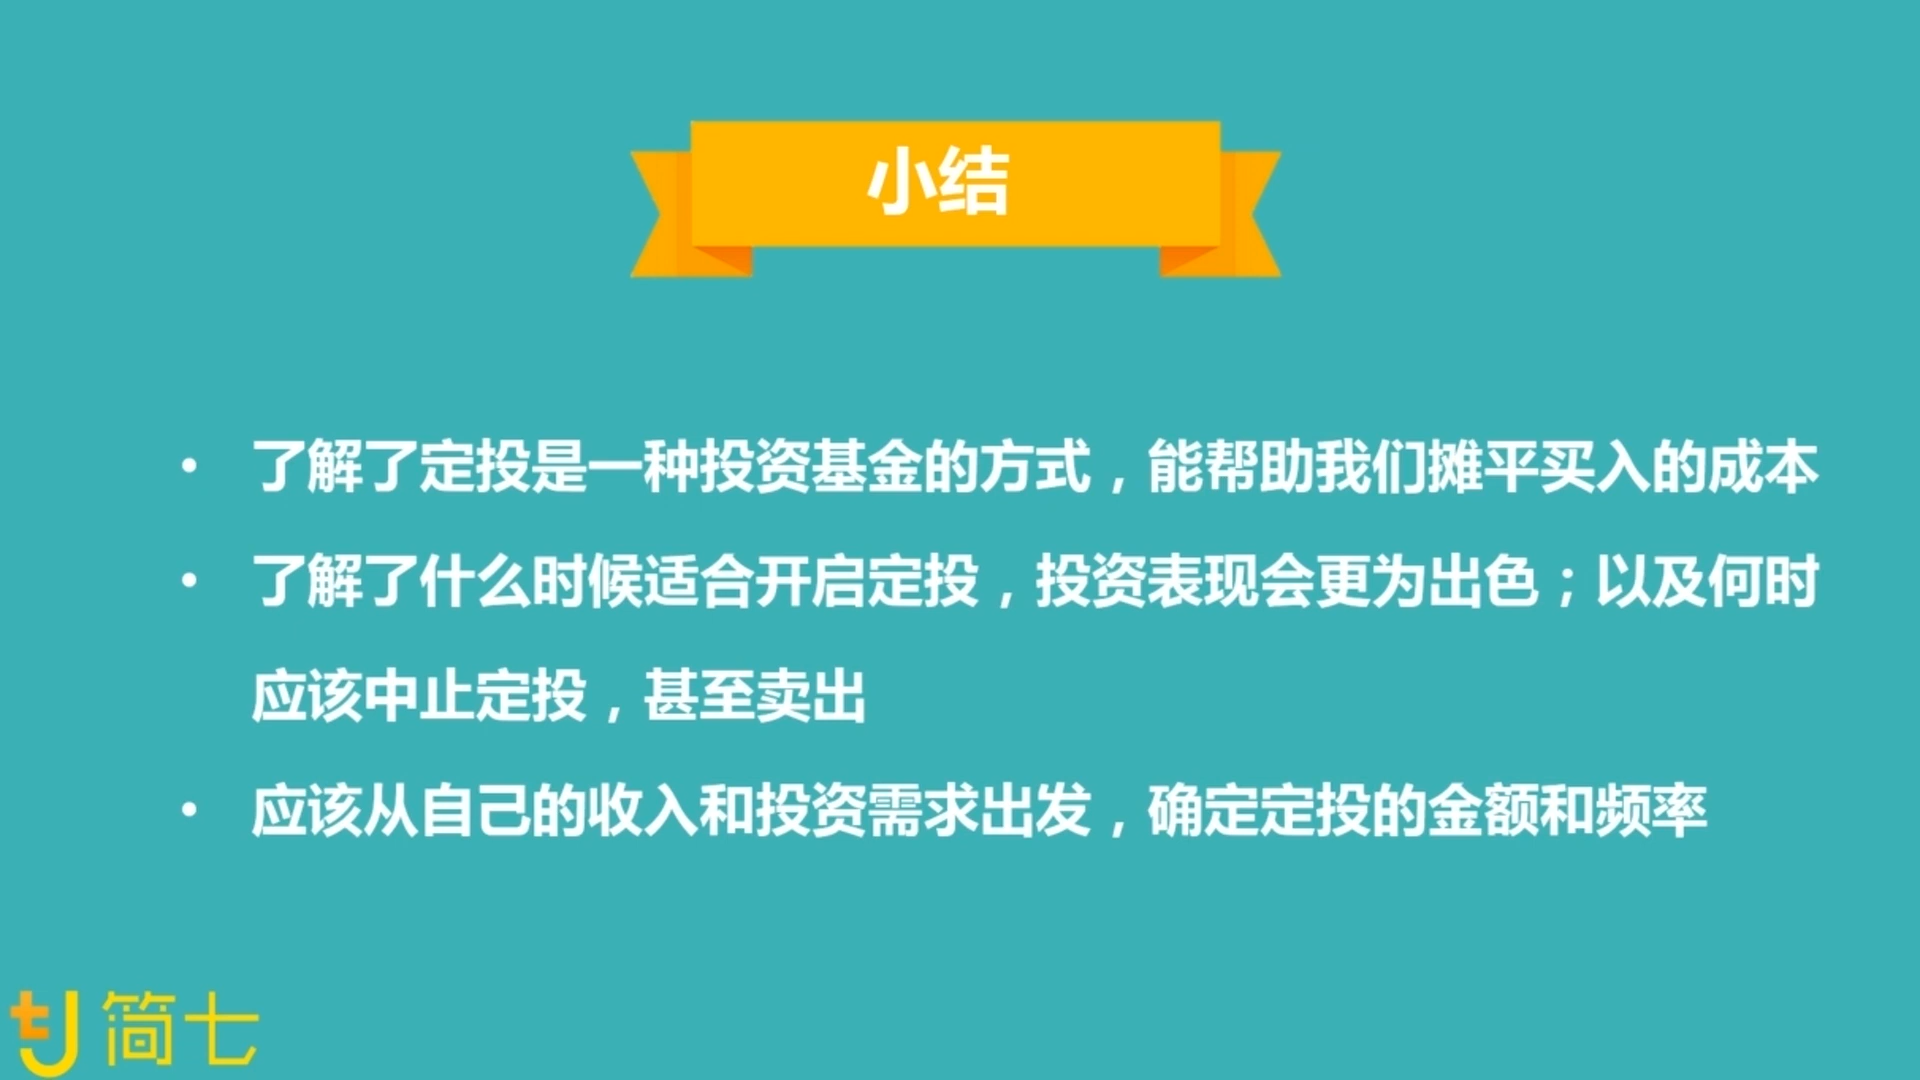 小结
• 了解了定投是一种投资基金的方式，能帮助我们摊平买入的成本
• 了解了什么时候适合开启定投，投资表现会更为出色；以及何时
应该中止定投，甚至卖出
• 应该从自己的收入和投资需求出发，确定定投的金额和频率
简七